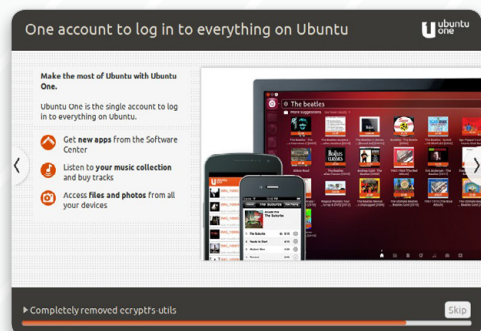 One account to log in to everything on Ubuntu
ubuntu
one
Make the most of Ubuntu with Ubuntu
One.
Ubuntu One is the single account to log
in to everything on Ubuntu.
Get new apps from the Software
Center
Listen to your music collection
and buy tracks
Access files and photos from all
your devices
The beatles
The Suburbs
Completely removed ecryptfs-utils
Skip